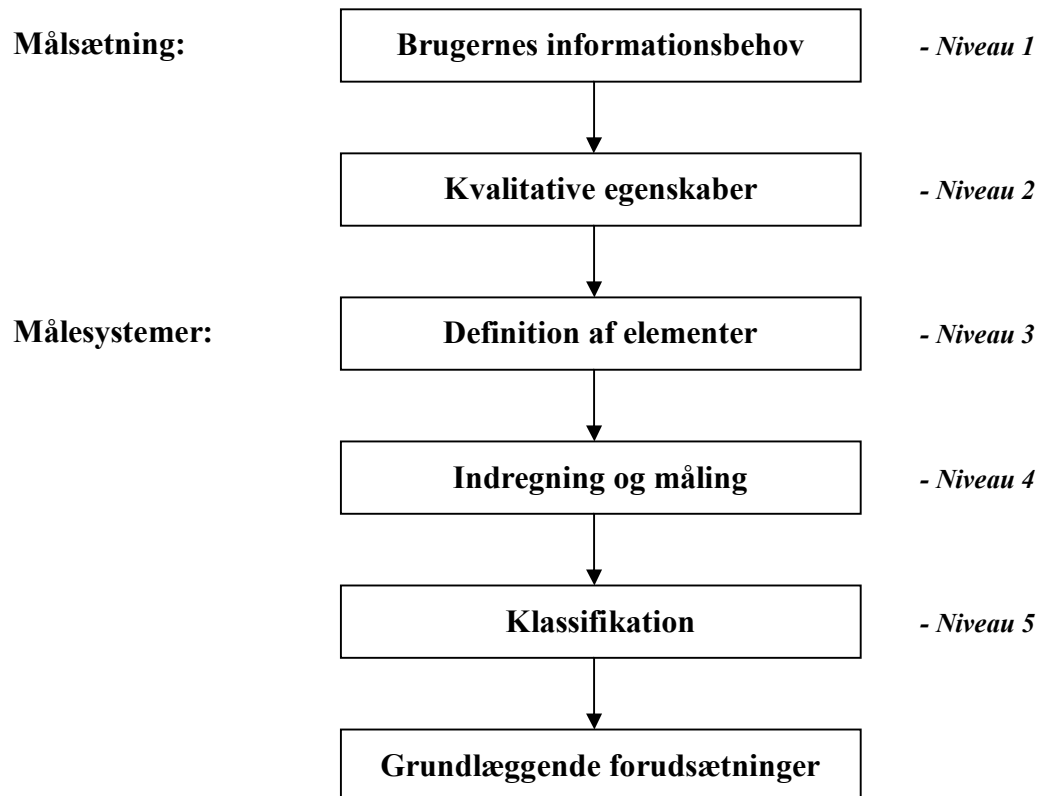 Målsætning: Brugernes informationsbehov - Niveau 1
Kvalitative egenskaber - Niveau 2
Målesystemer: Definition af elementer - Niveau 3
Indregning og måling - Niveau 4
Klassifikation - Niveau 5
Grundlæggende forudsætninger